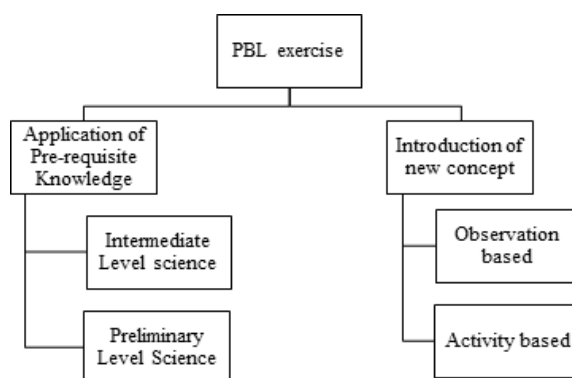 PBL exercise
Application of
Pre-requisite
Knowledge
Introduction of
new concept
Intermediate
Level science
Observation
based
Preliminary
Level Science
Activity based